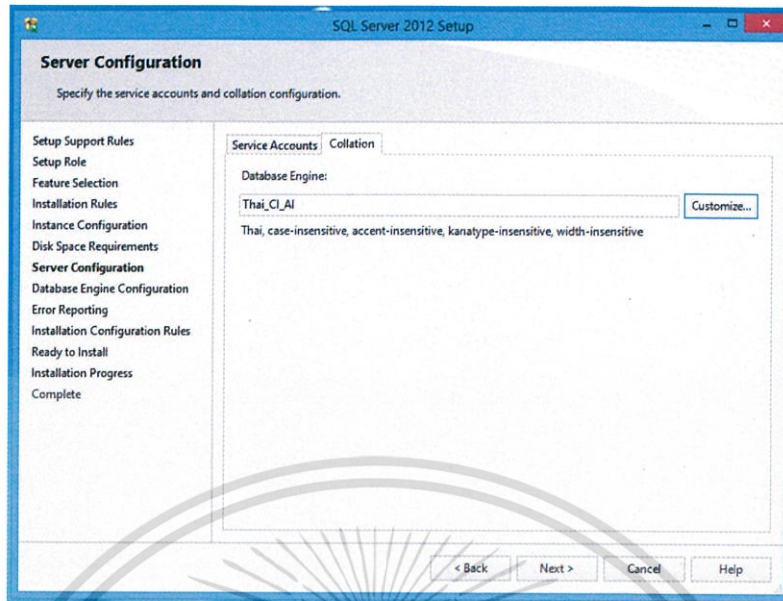 SQL Server 2012 Setup
Server Configuration
Specify the service accounts and collation configuration.
Setup Support Rules
Setup Role
Feature Selection
Installation Rules
Instance Configuration
Disk Space Requirements
Server Configuration
Database Engine Configuration
Error Reporting
Installation Configuration Rules
Ready to Install
Installation Progress
Complete
Service Accounts
Collation
Database Engine:
Thai_CI_AI
Customize...
Thai, case-insensitive, accent-insensitive, kanatype-insensitive, width-insensitive
< Back
Next >
Cancel
Help